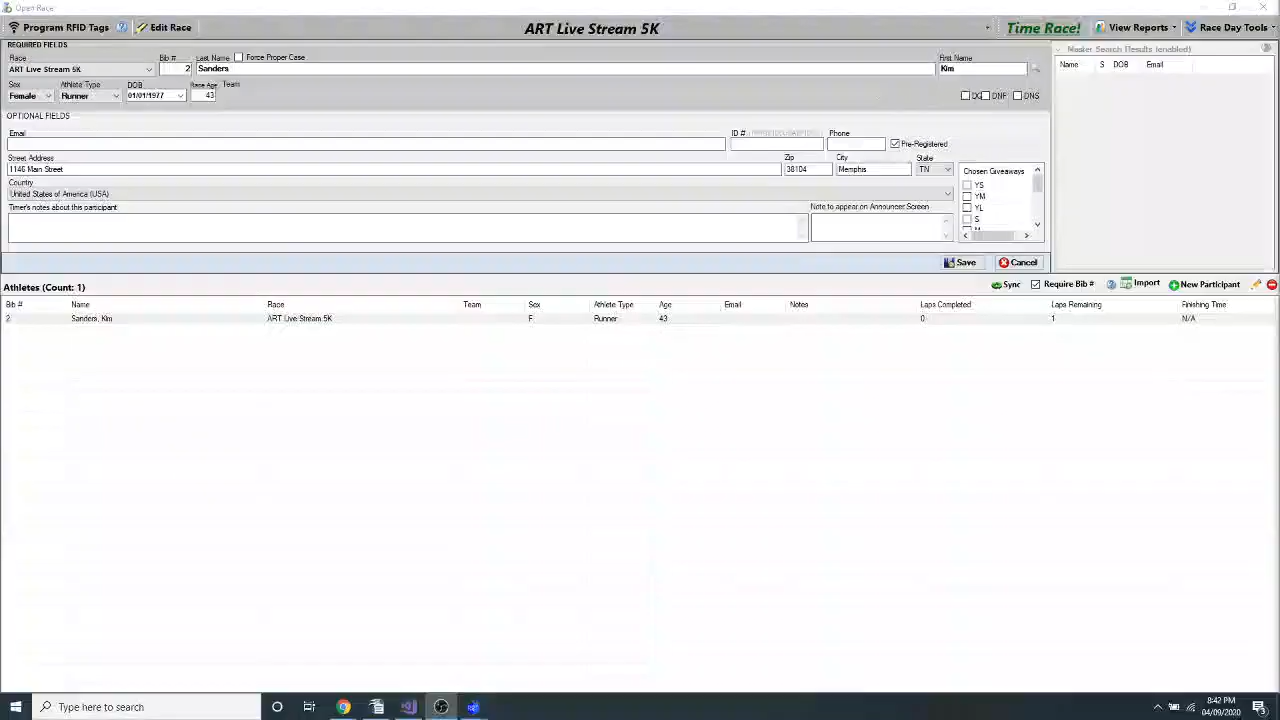 Open Race
Program RFID Tags Edit Race ART Live Stream 5K Time Race! View Reports Race Day Tools
REQUIRED FIELDS
Master Search Results (enabled)
Race Bib # Last Name Force Proper Case First Name
ART Live Stream 5K 2 Sanders Kim
Name S DOB Email
Sex Athlete Type DOB Race Age Team
Female Runner 01/01/1977 43 DQ DNF DNS
OPTIONAL FIELDS
Email ID # Phone
Pre-Registered
Street Address Zip City State
1146 Main Street 38104 Memphis TN
Chosen Giveaways
YS
YM
YL
S
Country
United States of America (USA)
Timer's notes about this participant Note to appear on Announcer Screen
Save Cancel
Athletes (Count: 1) Sync Require Bib # Import New Participant
Bib # Name Race Team Sex Athlete Type Age Email Notes Laps Completed Laps Remaining Finishing Time
2 Sanders, Kim ART Live Stream 5K F Runner 43 0 1 N/A
Type here to search
8:42 PM
04/09/2020